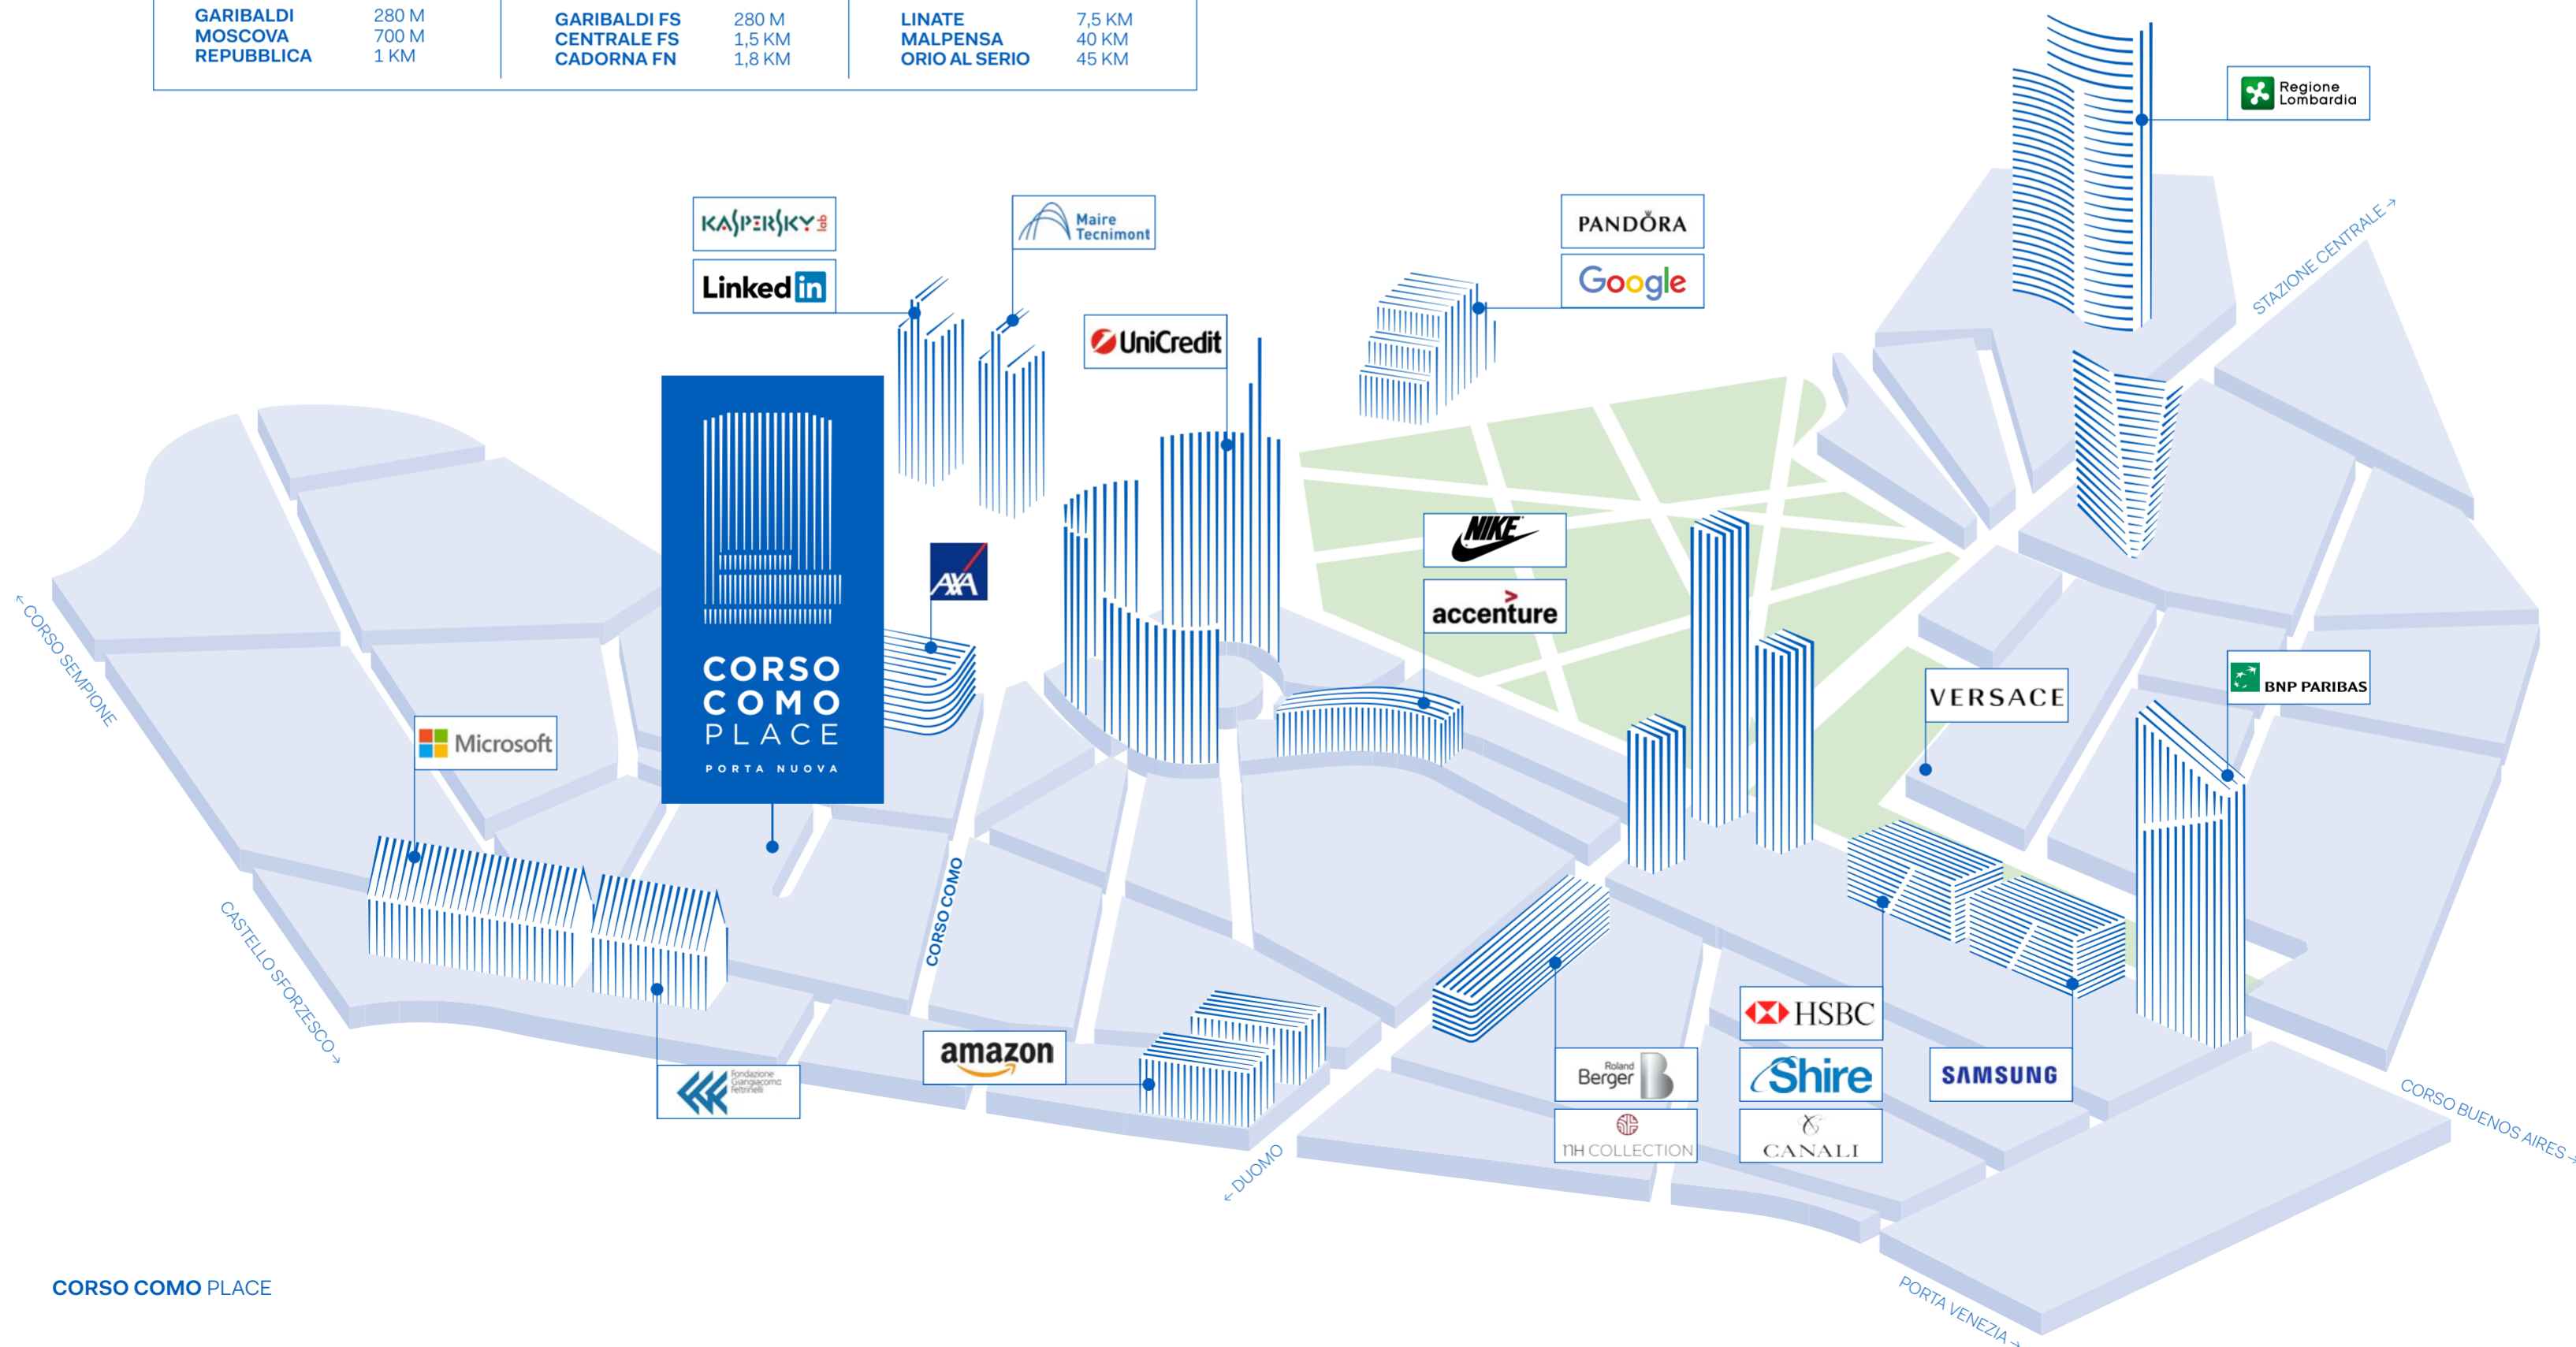 GARIBALDI 280 M
MOSCOVA 700 M
REPUBBLICA 1 KM
GARIBALDI FS 280 M
CENTRALE FS 1,5 KM
CADORNA FN 1,8 KM
LINATE 7,5 KM
MALPENSA 40 KM
ORIO AL SERIO 45 KM
Regione
Lombardia
STAZIONE CENTRALE →
KASPERSKY lab
LinkedIn
Maire
Tecnimont
UniCredit
PANDÖRA
Google
CORSO
COMO
PLACE
PORTA NUOVA
AXA
NIKE
accenture
← CORSO SEMPIONE
Microsoft
VERSACE
BNP PARIBAS
CORSO COMO
CASTELLO SFORZESCO →
Fondazione
Giangiacomo
Feltrinelli
amazon
← DUOMO
Roland
Berger B
NH COLLECTION
HSBC
Shire
CANALI
SAMSUNG
CORSO BUENOS AIRES →
PORTA VENEZIA →
CORSO COMO PLACE